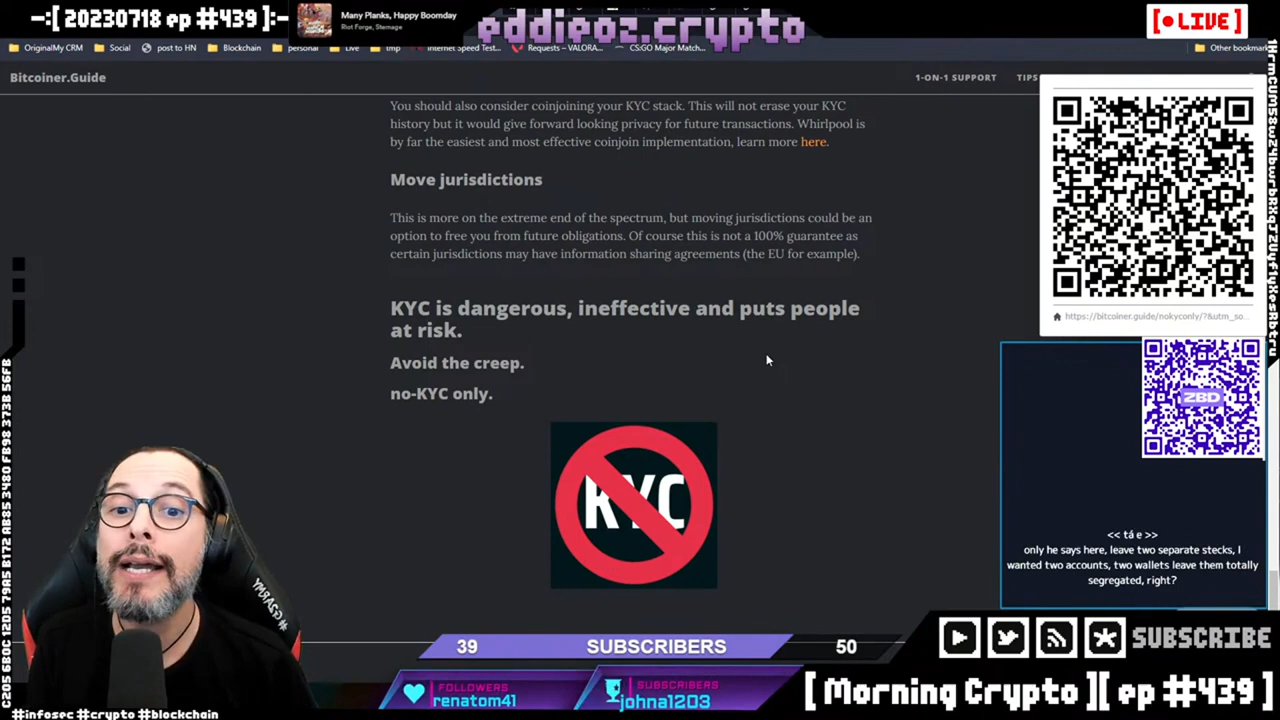 -:[ 20230718 ep #439 ]:-
Many Planks, Happy Boomday
Riot Forge, Stemage
eddieoz.crypto
[● LIVE]
OriginalMy CRM
Social
post to HN
Blockchain
personal
Live
tmp
Internet Speed Test...
Requests – VALORA...
CS:GO Major Match...
Other bookmark
Bitcoiner.Guide
1-ON-1 SUPPORT
TIPS
You should also consider coinjoining your KYC stack. This will not erase your KYC
history but it would give forward looking privacy for future transactions. Whirlpool is
by far the easiest and most effective coinjoin implementation, learn more here.
Move jurisdictions
This is more on the extreme end of the spectrum, but moving jurisdictions could be an
option to free you from future obligations. Of course this is not a 100% guarantee as
certain jurisdictions may have information sharing agreements (the EU for example).
KYC is dangerous, ineffective and puts people
at risk.
Avoid the creep.
no-KYC only.
KYC
https://bitcoiner.guide/nokyconly/?&utm_so...
ZBD
<< tá e >>
only he says here, leave two separate stecks, I
wanted two accounts, two wallets leave them totally
segregated, right?
39
SUBSCRIBERS
50
FOLLOWERS
renatom41
SUBSCRIBERS
johna1203
SUBSCRIBE
[ Morning Crypto ][ ep #439 ]
#infosec #crypto #blockchain